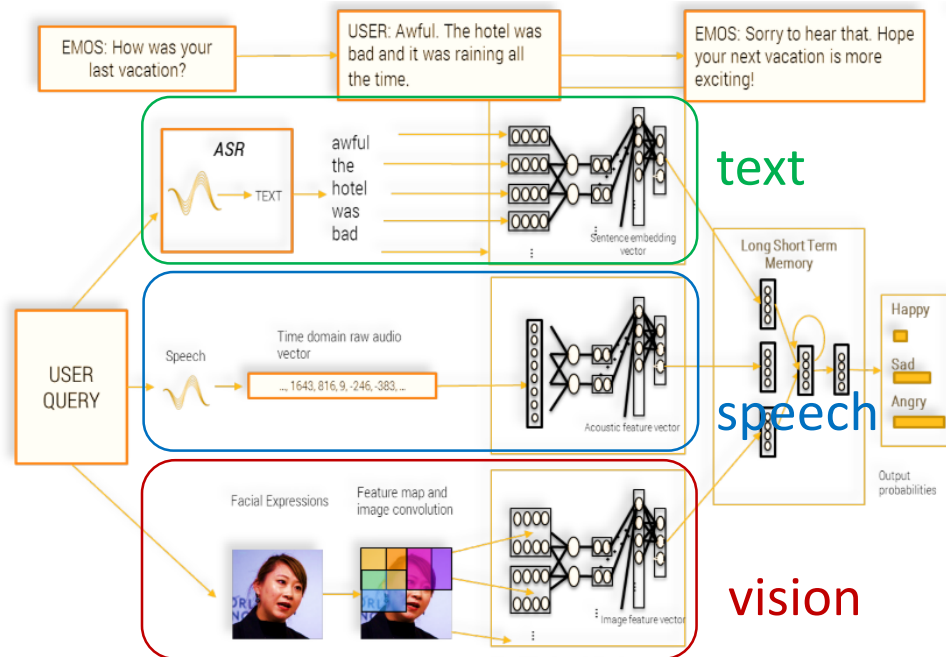 EMOS: How was your
last vacation?
USER: Awful. The hotel was
bad and it was raining all
the time.
EMOS: Sorry to hear that. Hope
your next vacation is more
exciting!
ASR
TEXT
awful
the
hotel
was
bad
Sentence embedding
vector
text
Long Short Term
Memory
USER
QUERY
Speech
Time domain raw audio
vector
..., 1643, 816, 9, -246, -383, ...
Acoustic feature vector
speech
Happy
Sad
Angry
Output
probabilities
Facial Expressions
Feature map and
image convolution
Image feature vector
vision